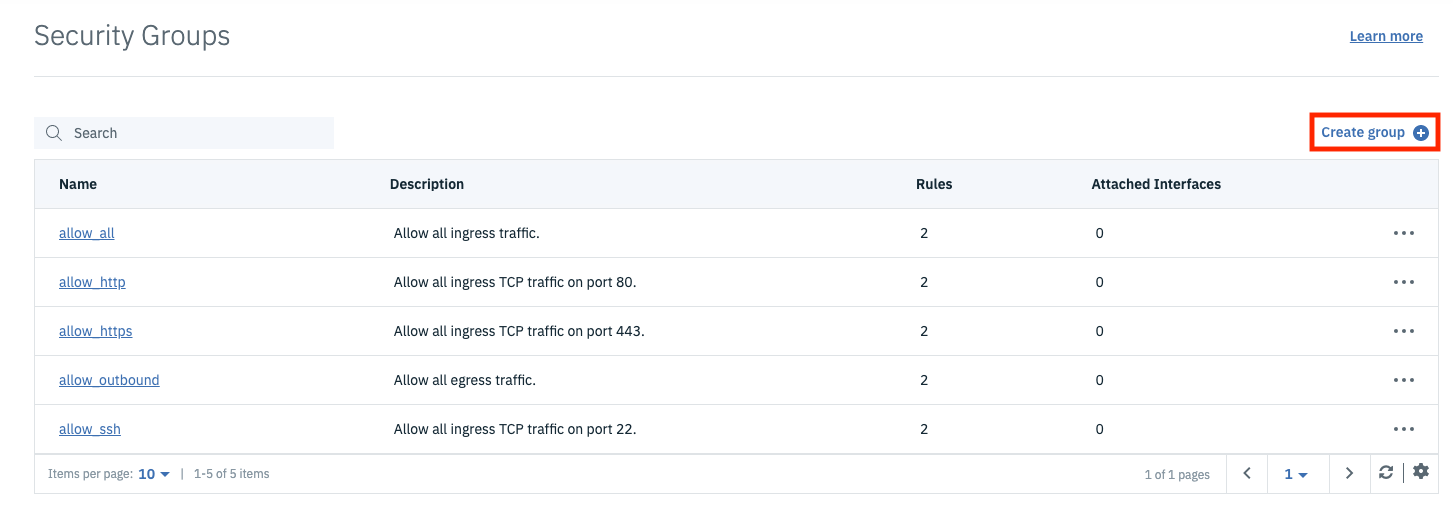 Security Groups
Learn more
Search
Create group
Name Description Rules Attached Interfaces
allow_all Allow all ingress traffic. 2 0
allow_http Allow all ingress TCP traffic on port 80. 2 0
allow_https Allow all ingress TCP traffic on port 443. 2 0
allow_outbound Allow all egress traffic. 2 0
allow_ssh Allow all ingress TCP traffic on port 22. 2 0
Items per page: 10 | 1-5 of 5 items 1 of 1 pages 1